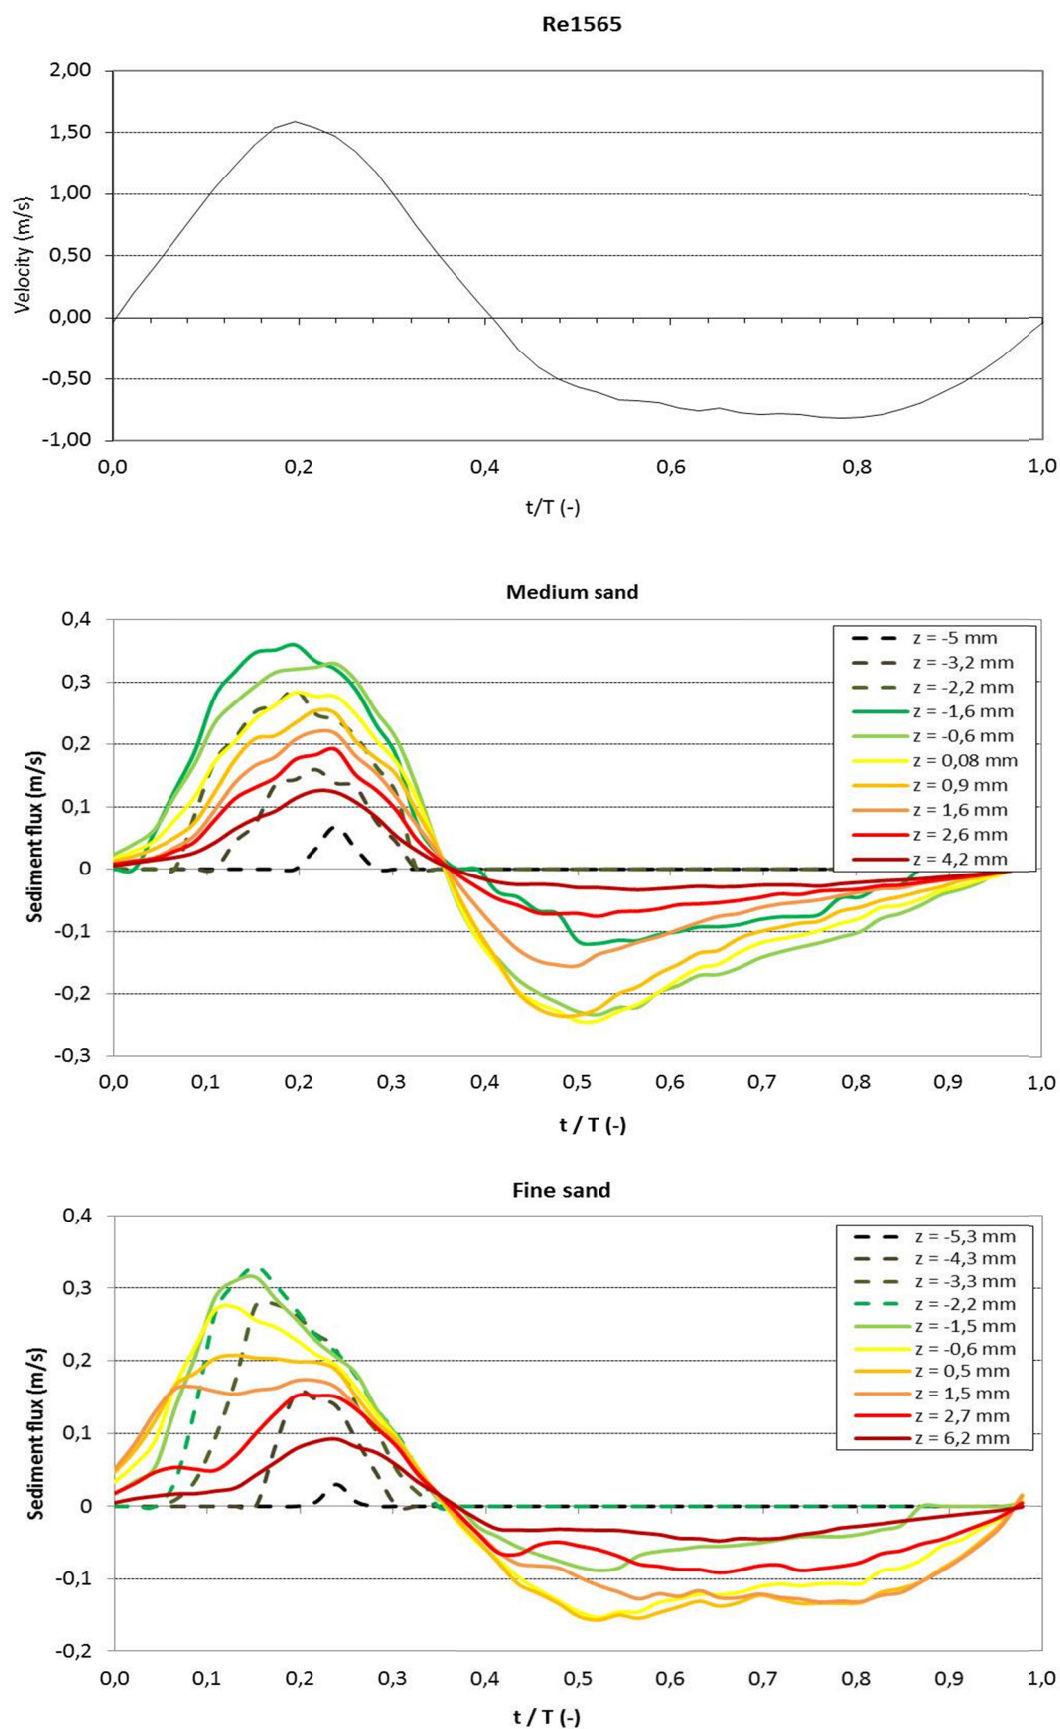 Re1565
2,00
1,50
1,00
0,50
0,00
-0,50
-1,00
Velocity (m/s)
0,0 0,2 0,4 0,6 0,8 1,0
t/T (-)
Medium sand
0,4
0,3
0,2
0,1
0
-0,1
-0,2
-0,3
Sediment flux (m/s)
z = -5 mm
z = -3,2 mm
z = -2,2 mm
z = -1,6 mm
z = -0,6 mm
z = 0,08 mm
z = 0,9 mm
z = 1,6 mm
z = 2,6 mm
z = 4,2 mm
0,0 0,1 0,2 0,3 0,4 0,5 0,6 0,7 0,8 0,9 1,0
t / T (-)
Fine sand
0,4
0,3
0,2
0,1
0
-0,1
-0,2
Sediment flux (m/s)
z = -5,3 mm
z = -4,3 mm
z = -3,3 mm
z = -2,2 mm
z = -1,5 mm
z = -0,6 mm
z = 0,5 mm
z = 1,5 mm
z = 2,7 mm
z = 6,2 mm
0,0 0,1 0,2 0,3 0,4 0,5 0,6 0,7 0,8 0,9 1,0
t / T (-)